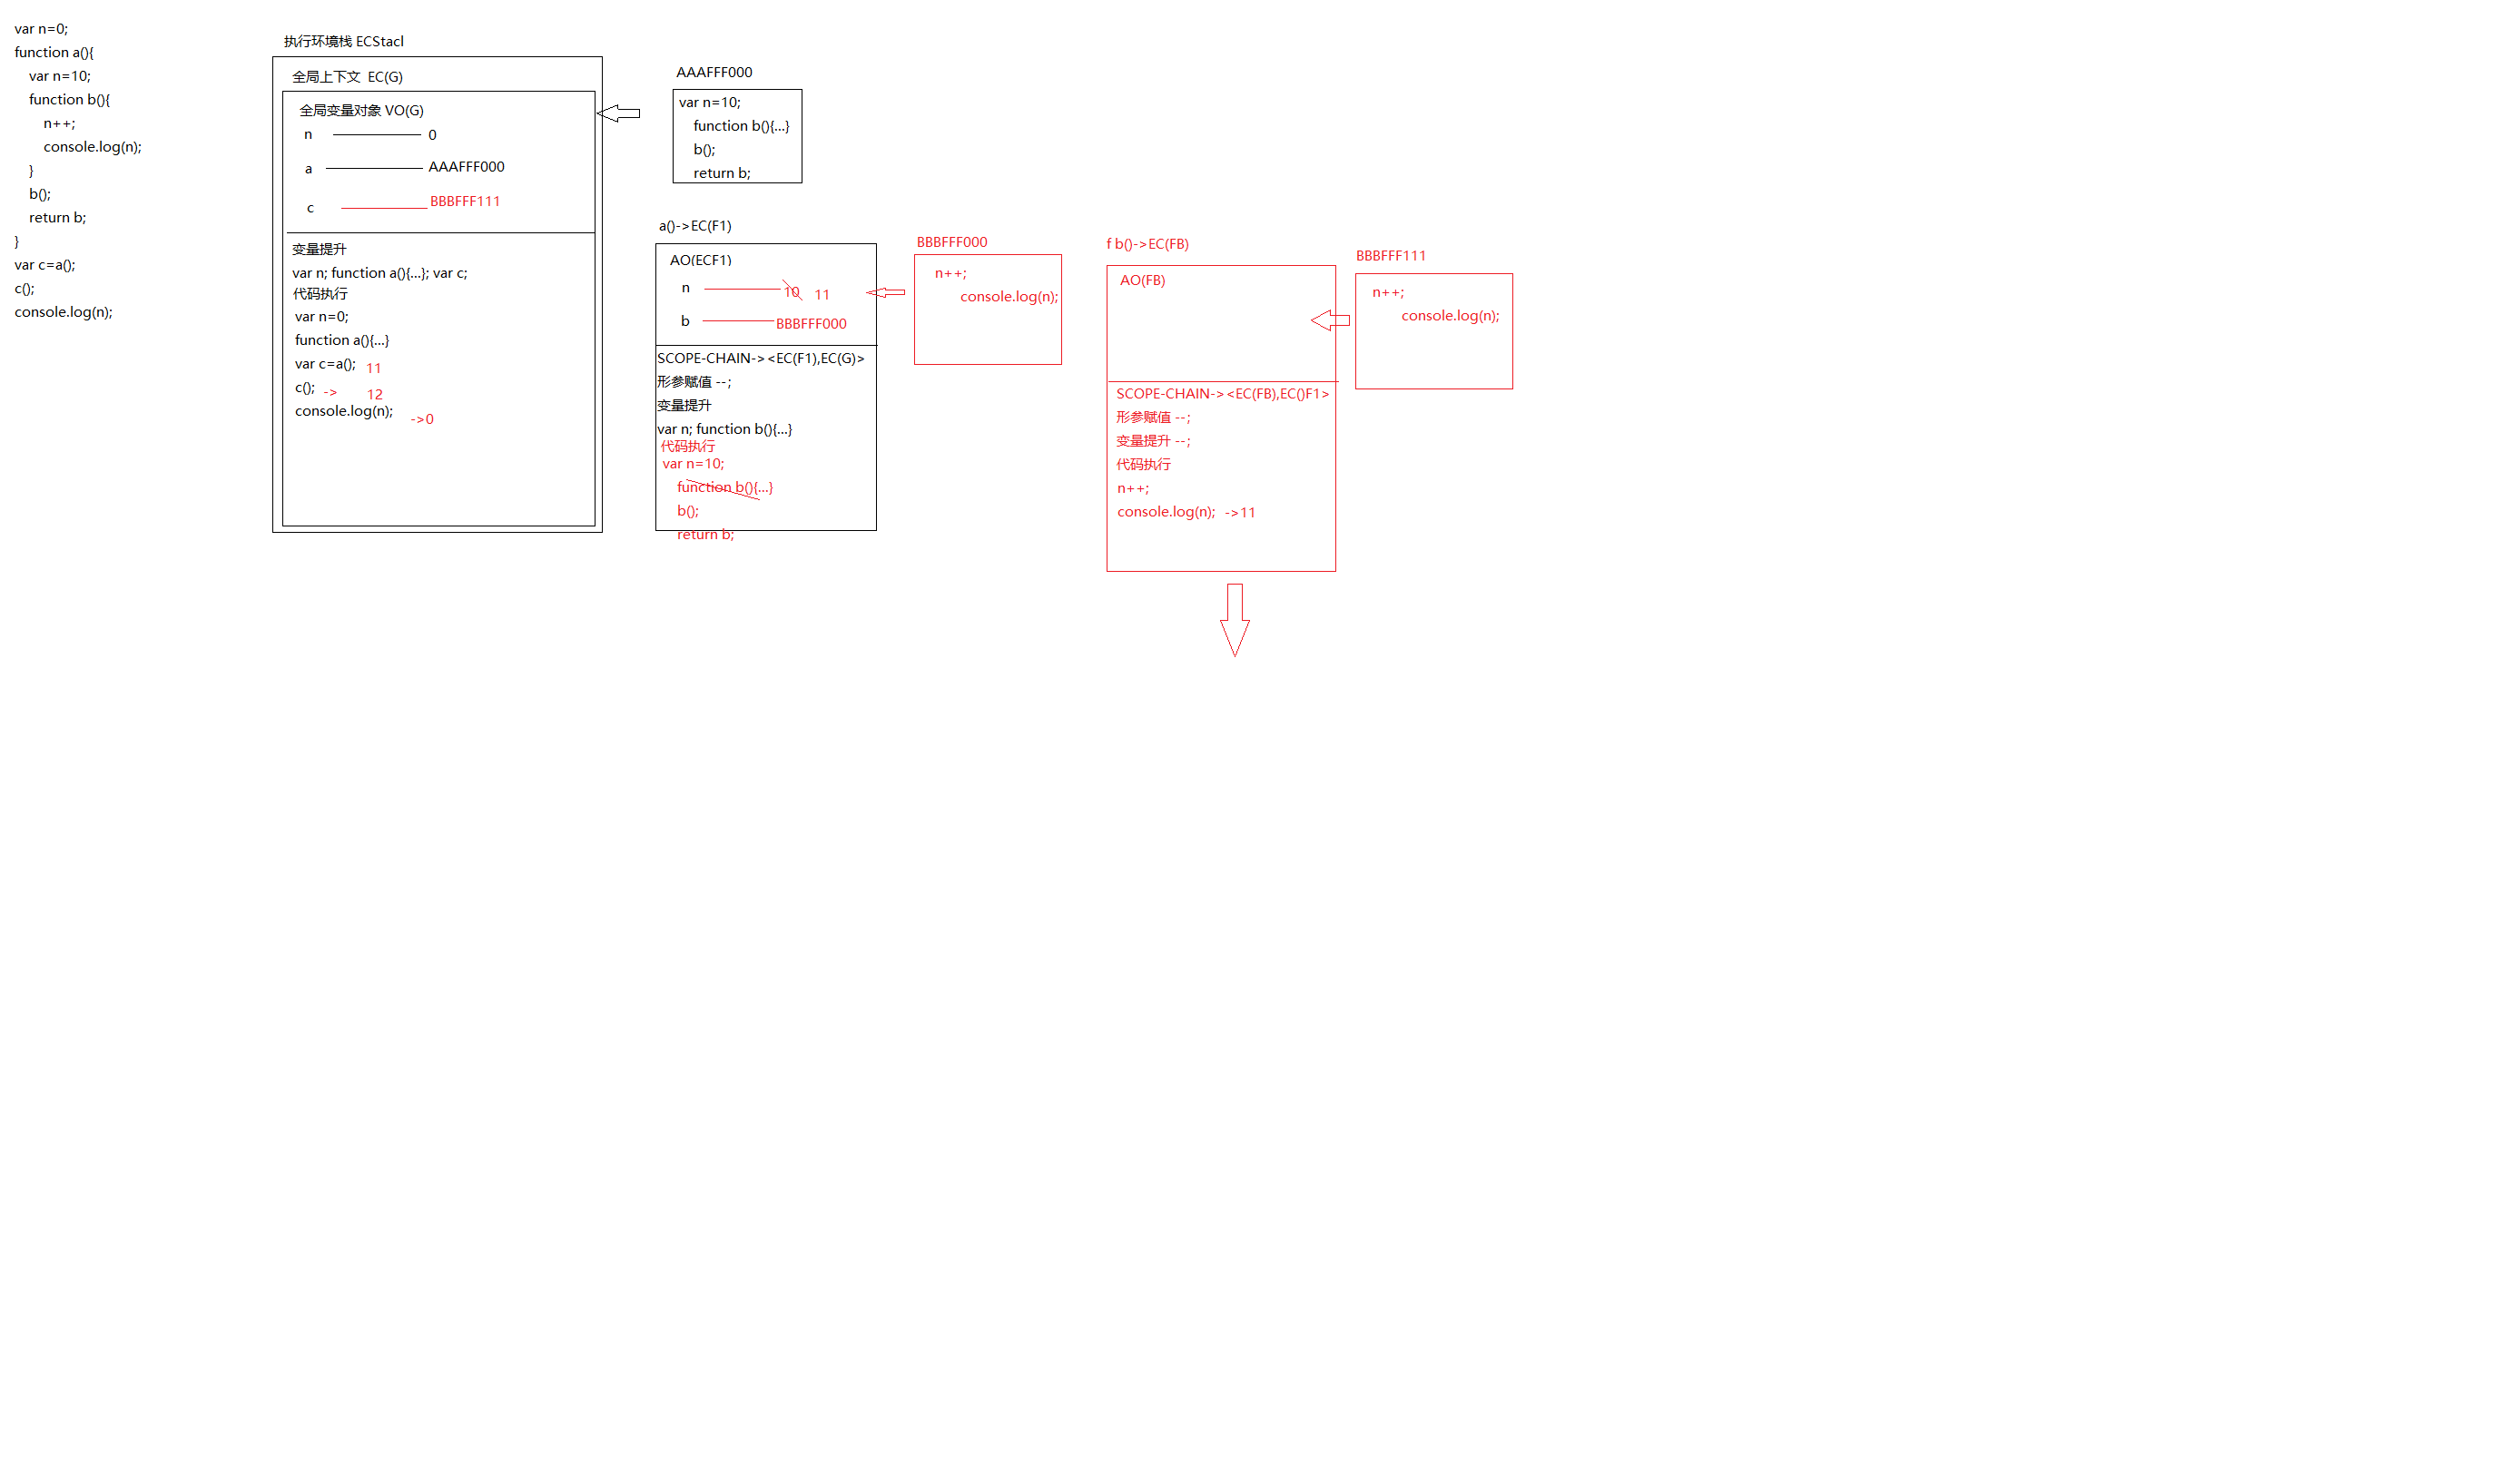 var n=0;
function a(){
var n=10;
function b(){
n++;
console.log(n);
}
b();
return b;
}
var c=a();
c();
console.log(n);
执行环境栈 ECStacl
全局上下文 EC(G)
全局变量对象 VO(G)
n 0
a AAAFFF000
c BBBFFF111
变量提升
var n; function a(){...}; var c;
代码执行
var n=0;
function a(){...}
var c=a(); 11
c(); -> 12
console.log(n); ->0
AAAFFF000
var n=10;
function b(){...}
b();
return b;
a()->EC(F1)
AO(ECF1)
n 10 11
b BBBFFF000
SCOPE-CHAIN-><EC(F1),EC(G)>
形参赋值 --;
变量提升
var n; function b(){...}
代码执行
var n=10;
function b(){...}
b();
return b;
BBBFFF000
n++;
console.log(n);
f b()->EC(FB)
AO(FB)
SCOPE-CHAIN-><EC(FB),EC()F1>
形参赋值 --;
变量提升 --;
代码执行
n++;
console.log(n); ->11
BBBFFF111
n++;
console.log(n);